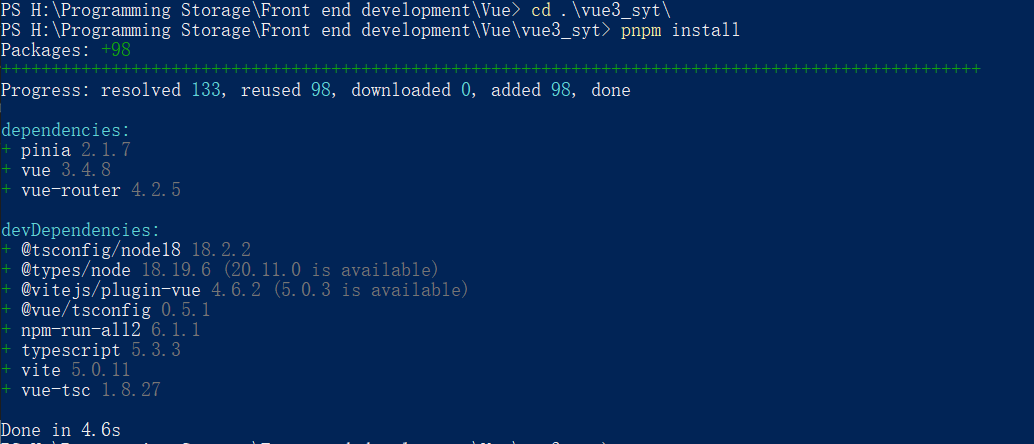 PS H:\Programming Storage\Front end development\Vue> cd .\vue3_syt\
PS H:\Programming Storage\Front end development\Vue\vue3_syt> pnpm install
Packages: +98
++++++++++++++++++++++++++++++++++++++++++++++++++++++++++++++++++++++++++++++++++++++++++++++++++
Progress: resolved 133, reused 98, downloaded 0, added 98, done
dependencies:
+ pinia 2.1.7
+ vue 3.4.8
+ vue-router 4.2.5
devDependencies:
+ @tsconfig/node18 18.2.2
+ @types/node 18.19.6 (20.11.0 is available)
+ @vitejs/plugin-vue 4.6.2 (5.0.3 is available)
+ @vue/tsconfig 0.5.1
+ npm-run-all2 6.1.1
+ typescript 5.3.3
+ vite 5.0.11
+ vue-tsc 1.8.27
Done in 4.6s